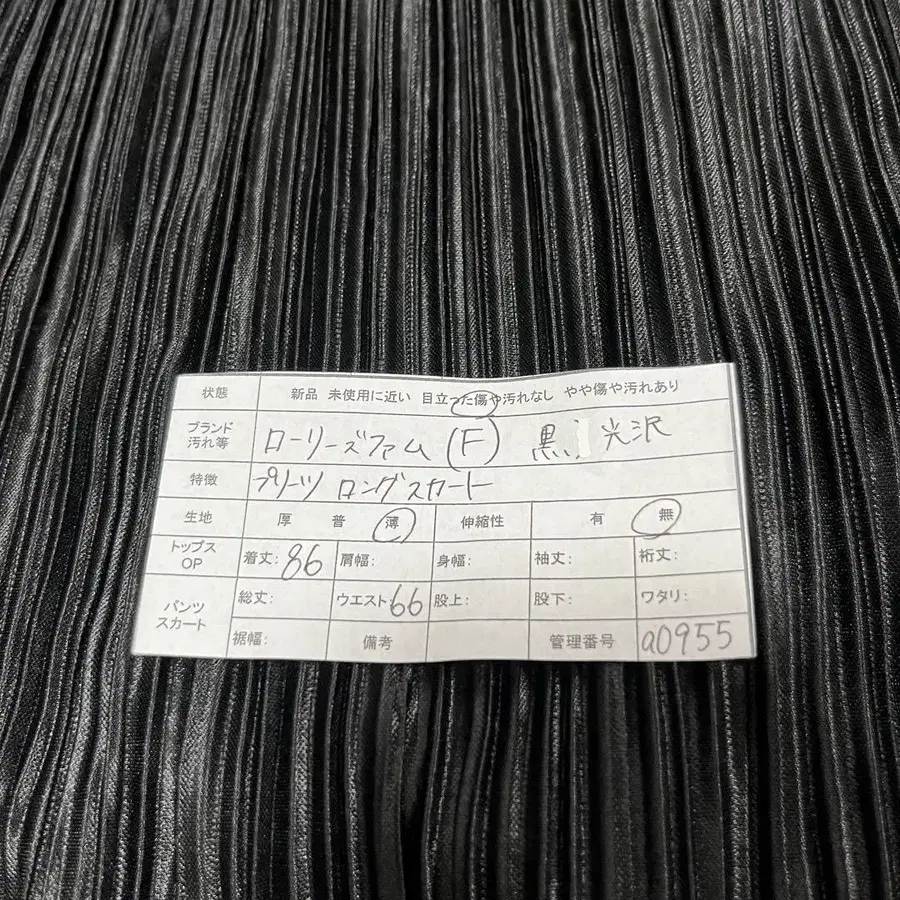 状態 新品 未使用に近い 目立った傷や汚れなし やや傷や汚れあり
ブランド
汚れ等 ローリーズファム (F) 黒 光沢
特徴 プリーツ ロングスカート
生地 厚 普 薄 伸縮性 有 無
トップス
OP 着丈: 86 肩幅: 身幅: 袖丈: 裄丈:
パンツ
スカート 総丈: ウエスト 66 股上: 股下: ワタリ:
裾幅: 備考 管理番号 a0955